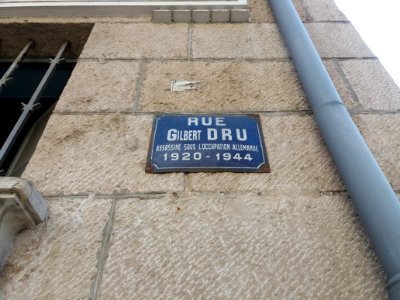 RUE
GILBERT DRU
ASSASSINÉ SOUS L'OCCUPATION ALLEMANDE
1920 - 1944